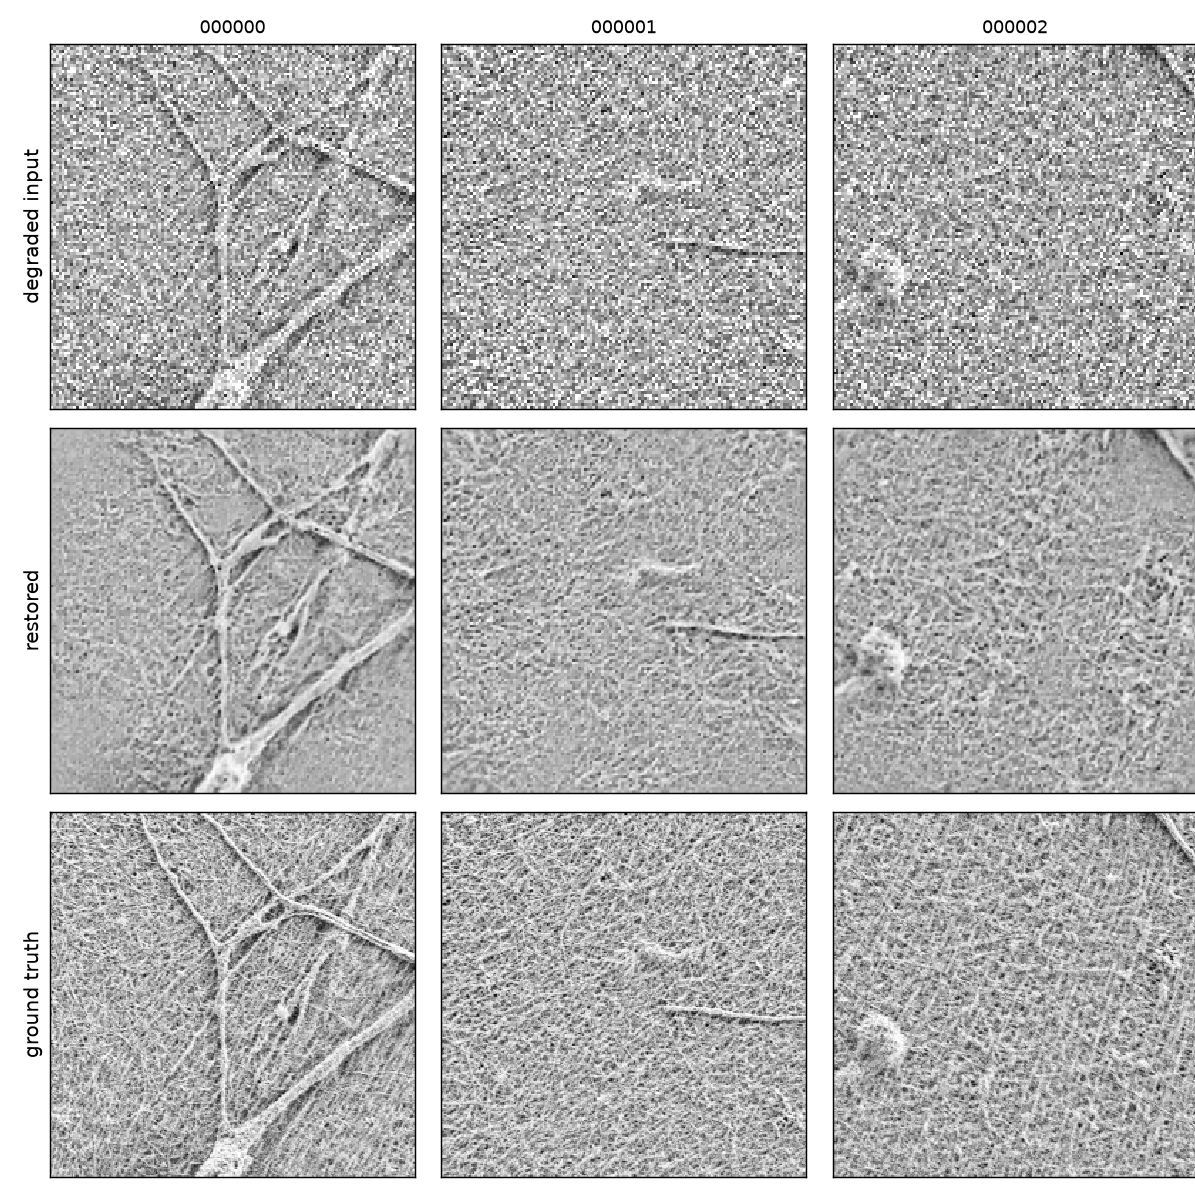 000000 000001 000002
degraded input
restored
ground truth